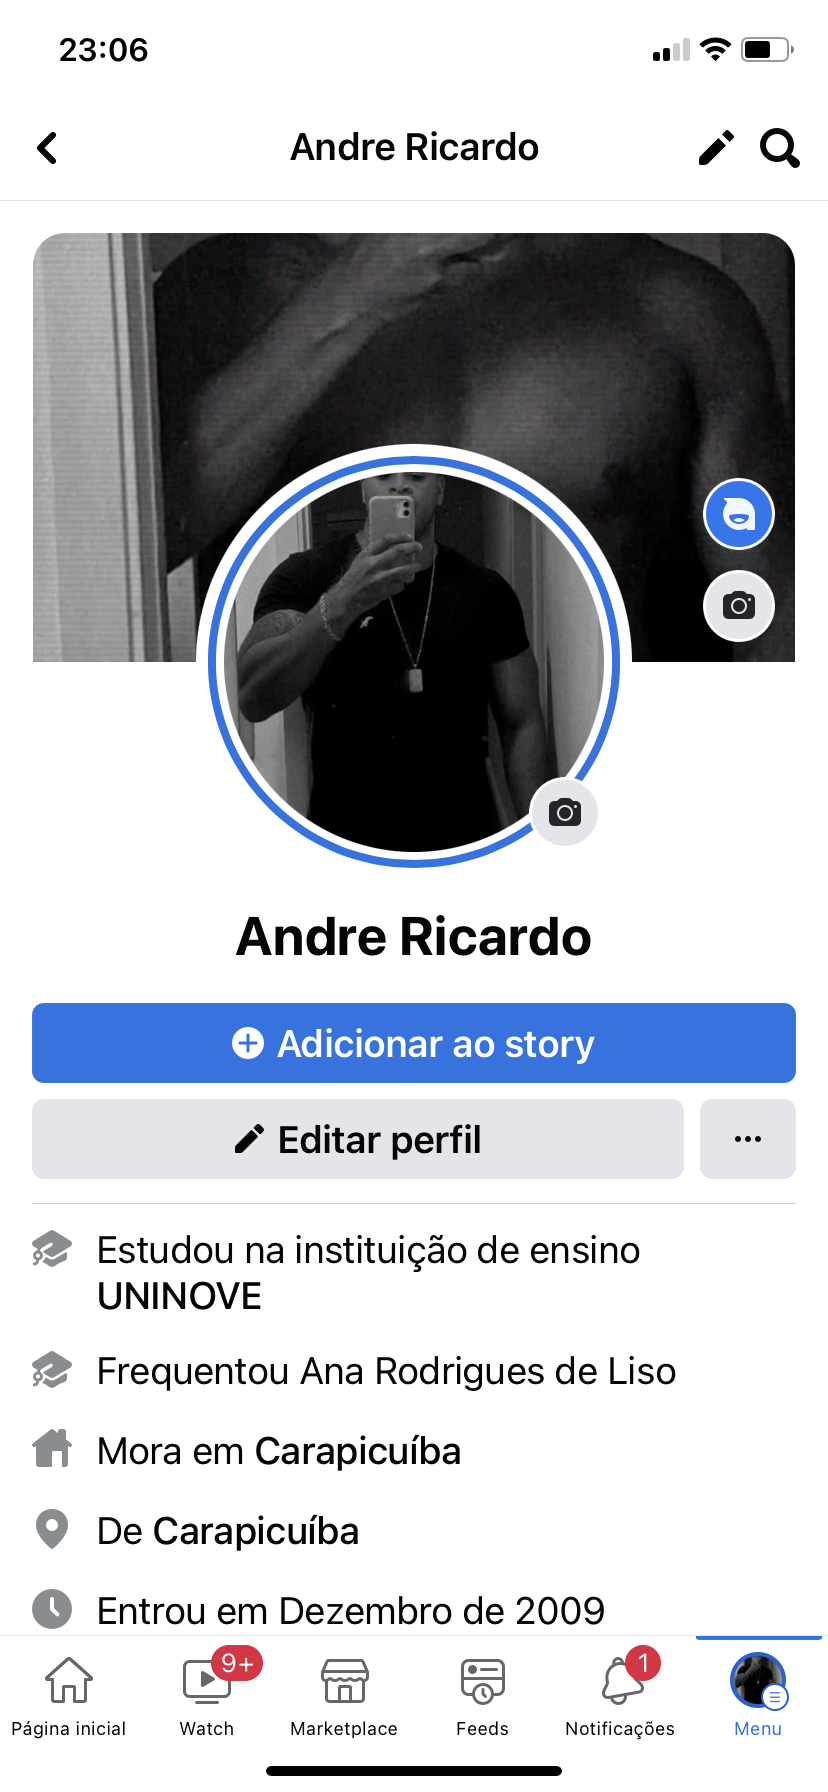 23:06
Andre Ricardo
Andre Ricardo
Adicionar ao story
Editar perfil
Estudou na instituição de ensino
UNINOVE
Frequentou Ana Rodrigues de Liso
Mora em Carapicuíba
De Carapicuíba
Entrou em Dezembro de 2009
9+
1
Página inicial
Watch
Marketplace
Feeds
Notificações
Menu